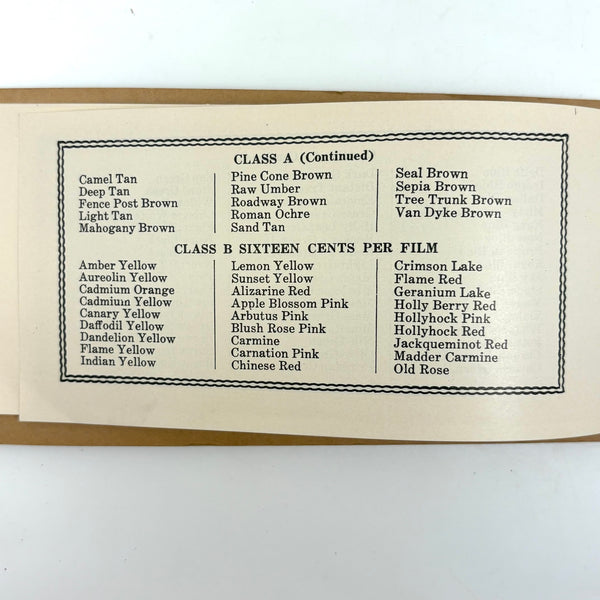 CLASS A (Continued)
Camel Tan
Deep Tan
Fence Post Brown
Light Tan
Mahogany Brown
Pine Cone Brown
Raw Umber
Roadway Brown
Roman Ochre
Sand Tan
Seal Brown
Sepia Brown
Tree Trunk Brown
Van Dyke Brown
CLASS B SIXTEEN CENTS PER FILM
Amber Yellow
Aureolin Yellow
Cadmium Orange
Cadmium Yellow
Canary Yellow
Daffodil Yellow
Dandelion Yellow
Flame Yellow
Indian Yellow
Lemon Yellow
Sunset Yellow
Alizarine Red
Apple Blossom Pink
Arbutus Pink
Blush Rose Pink
Carmine
Carnation Pink
Chinese Red
Crimson Lake
Flame Red
Geranium Lake
Holly Berry Red
Hollyhock Pink
Hollyhock Red
Jackqueminot Red
Madder Carmine
Old Rose